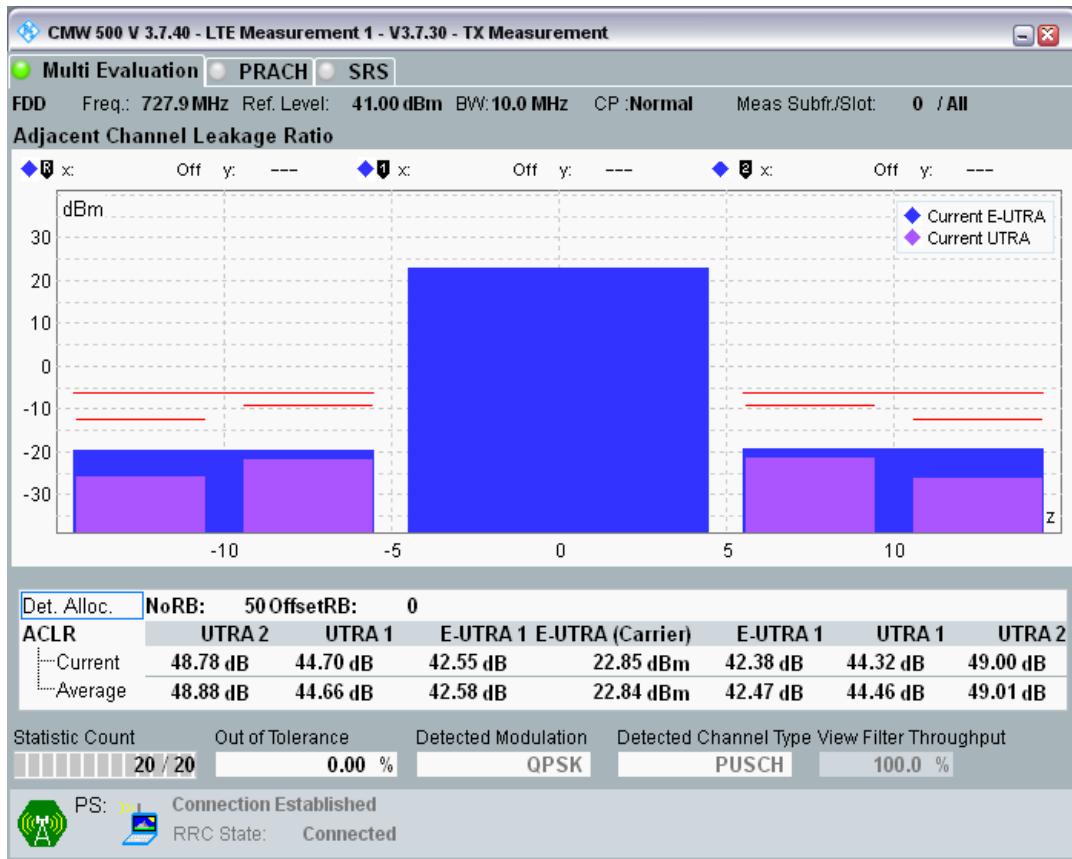 CMW 500 V 3.7.40 - LTE Measurement 1 - V3.7.30 - TX Measurement
Multi Evaluation PRACH SRS
FDD Freq.: 727.9 MHz Ref. Level: 41.00 dBm BW: 10.0 MHz CP :Normal Meas Subfr./Slot: 0 / All
Adjacent Channel Leakage Ratio
R x: Off y: --- 1 x: Off y: --- 2 x: Off y: ---
dBm
Current E-UTRA
Current UTRA
30
20
10
0
-10
-20
-30
z
-10 -5 0 5 10
Det. Alloc. NoRB: 50 OffsetRB: 0
ACLR UTRA 2 UTRA 1 E-UTRA 1 E-UTRA (Carrier) E-UTRA 1 UTRA 1 UTRA 2
Current 48.78 dB 44.70 dB 42.55 dB 22.85 dBm 42.38 dB 44.32 dB 49.00 dB
Average 48.88 dB 44.66 dB 42.58 dB 22.84 dBm 42.47 dB 44.46 dB 49.01 dB
Statistic Count Out of Tolerance Detected Modulation Detected Channel Type View Filter Throughput
20 / 20 0.00 % QPSK PUSCH 100.0 %
PS: Connection Established
RRC State: Connected